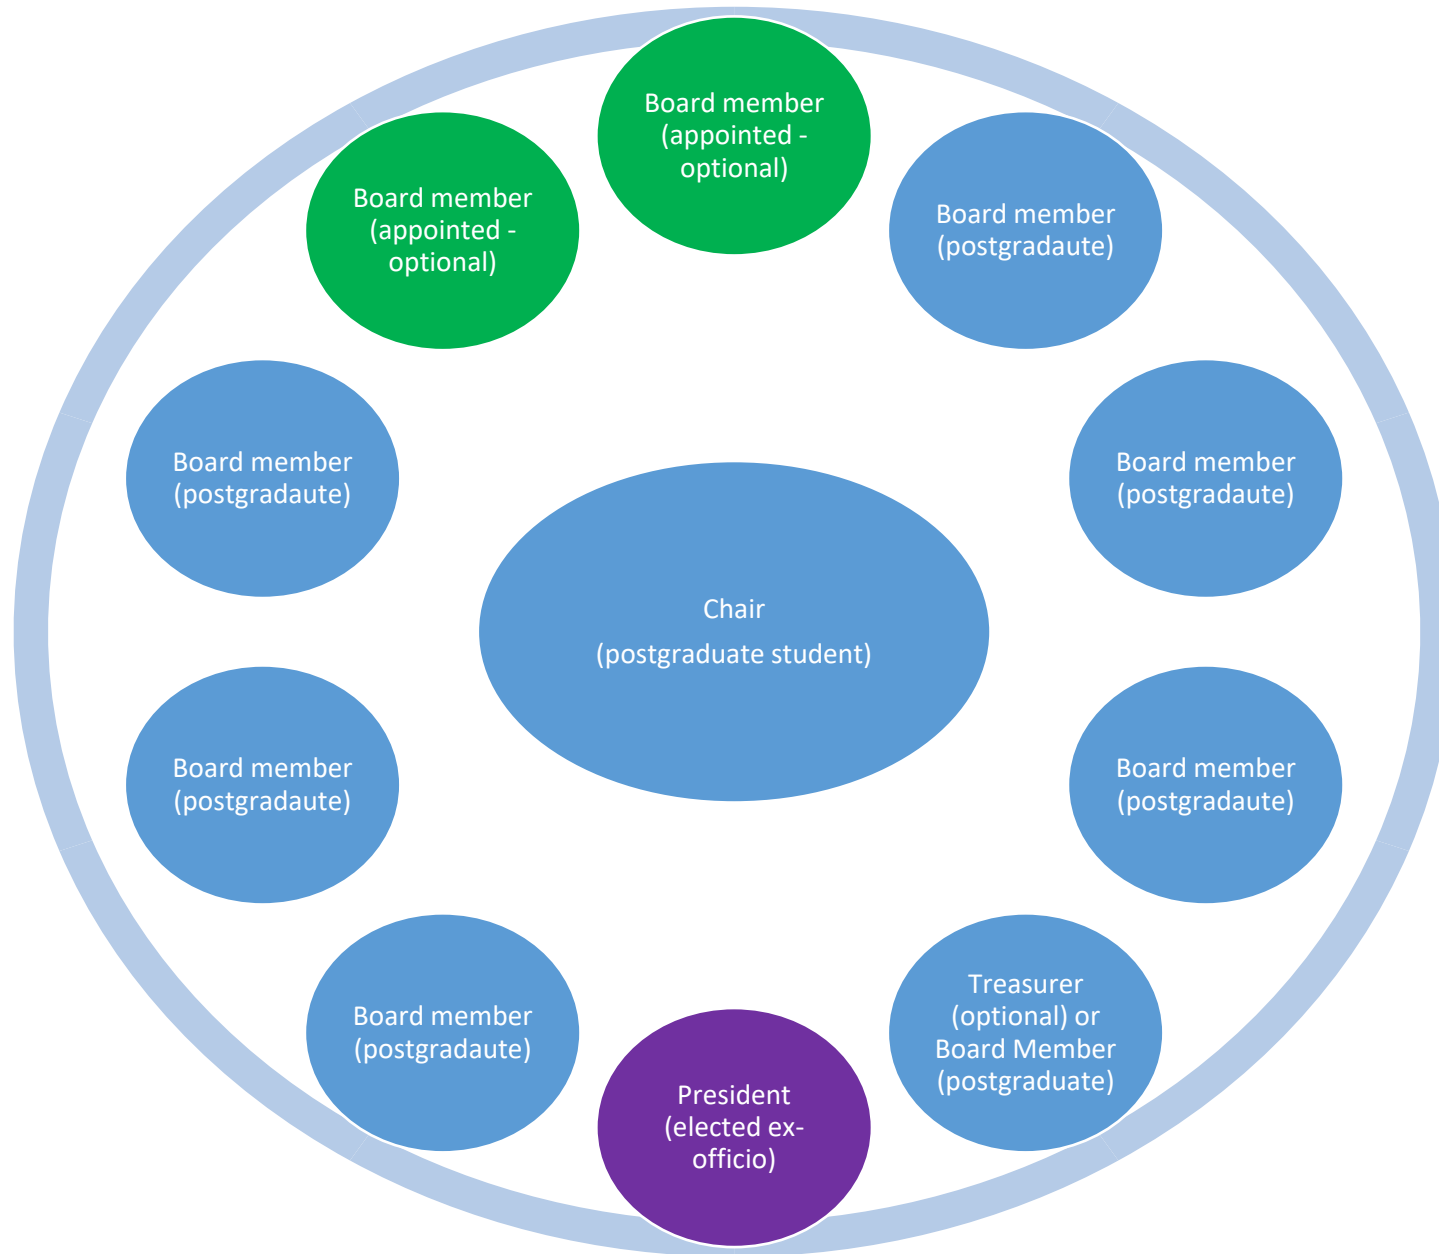 Board member
(appointed -
optional)
Board member
(postgradaute)
Board member
(postgradaute)
Board member
(postgradaute)
Treasurer
(optional) or
Board Member
(postgraduate)
President
(elected ex-
officio)
Board member
(postgradaute)
Board member
(postgradaute)
Board member
(postgradaute)
Board member
(appointed -
optional)
Chair
(postgraduate student)